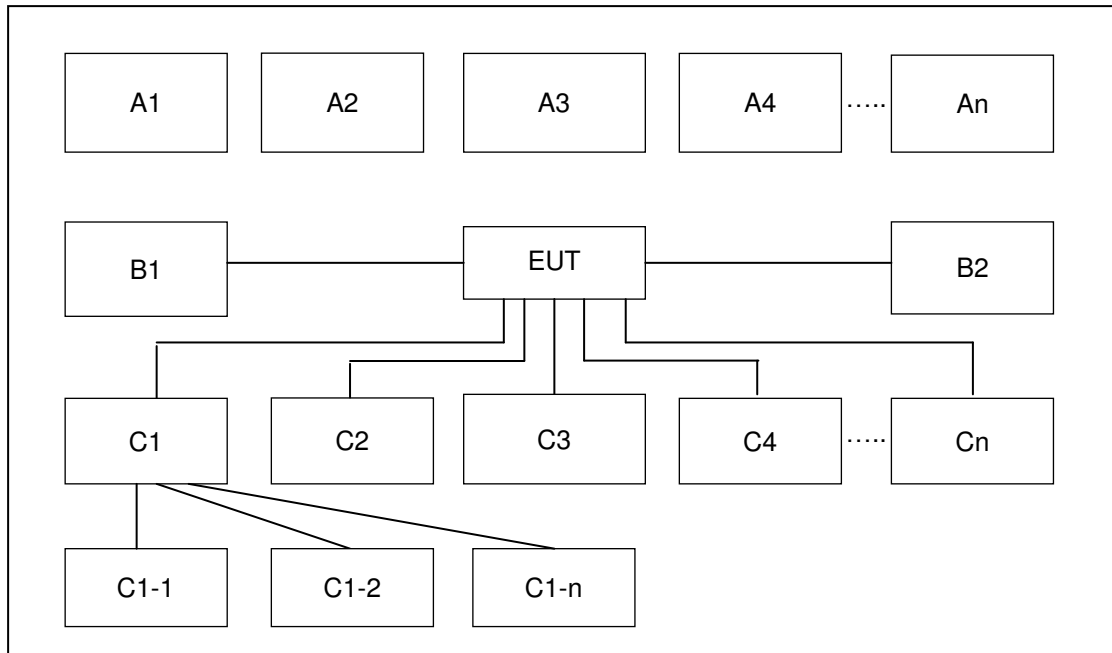 A1 A2 A3 A4 ..... An
B1 EUT B2
C1 C2 C3 C4 ..... Cn
C1-1 C1-2 C1-n